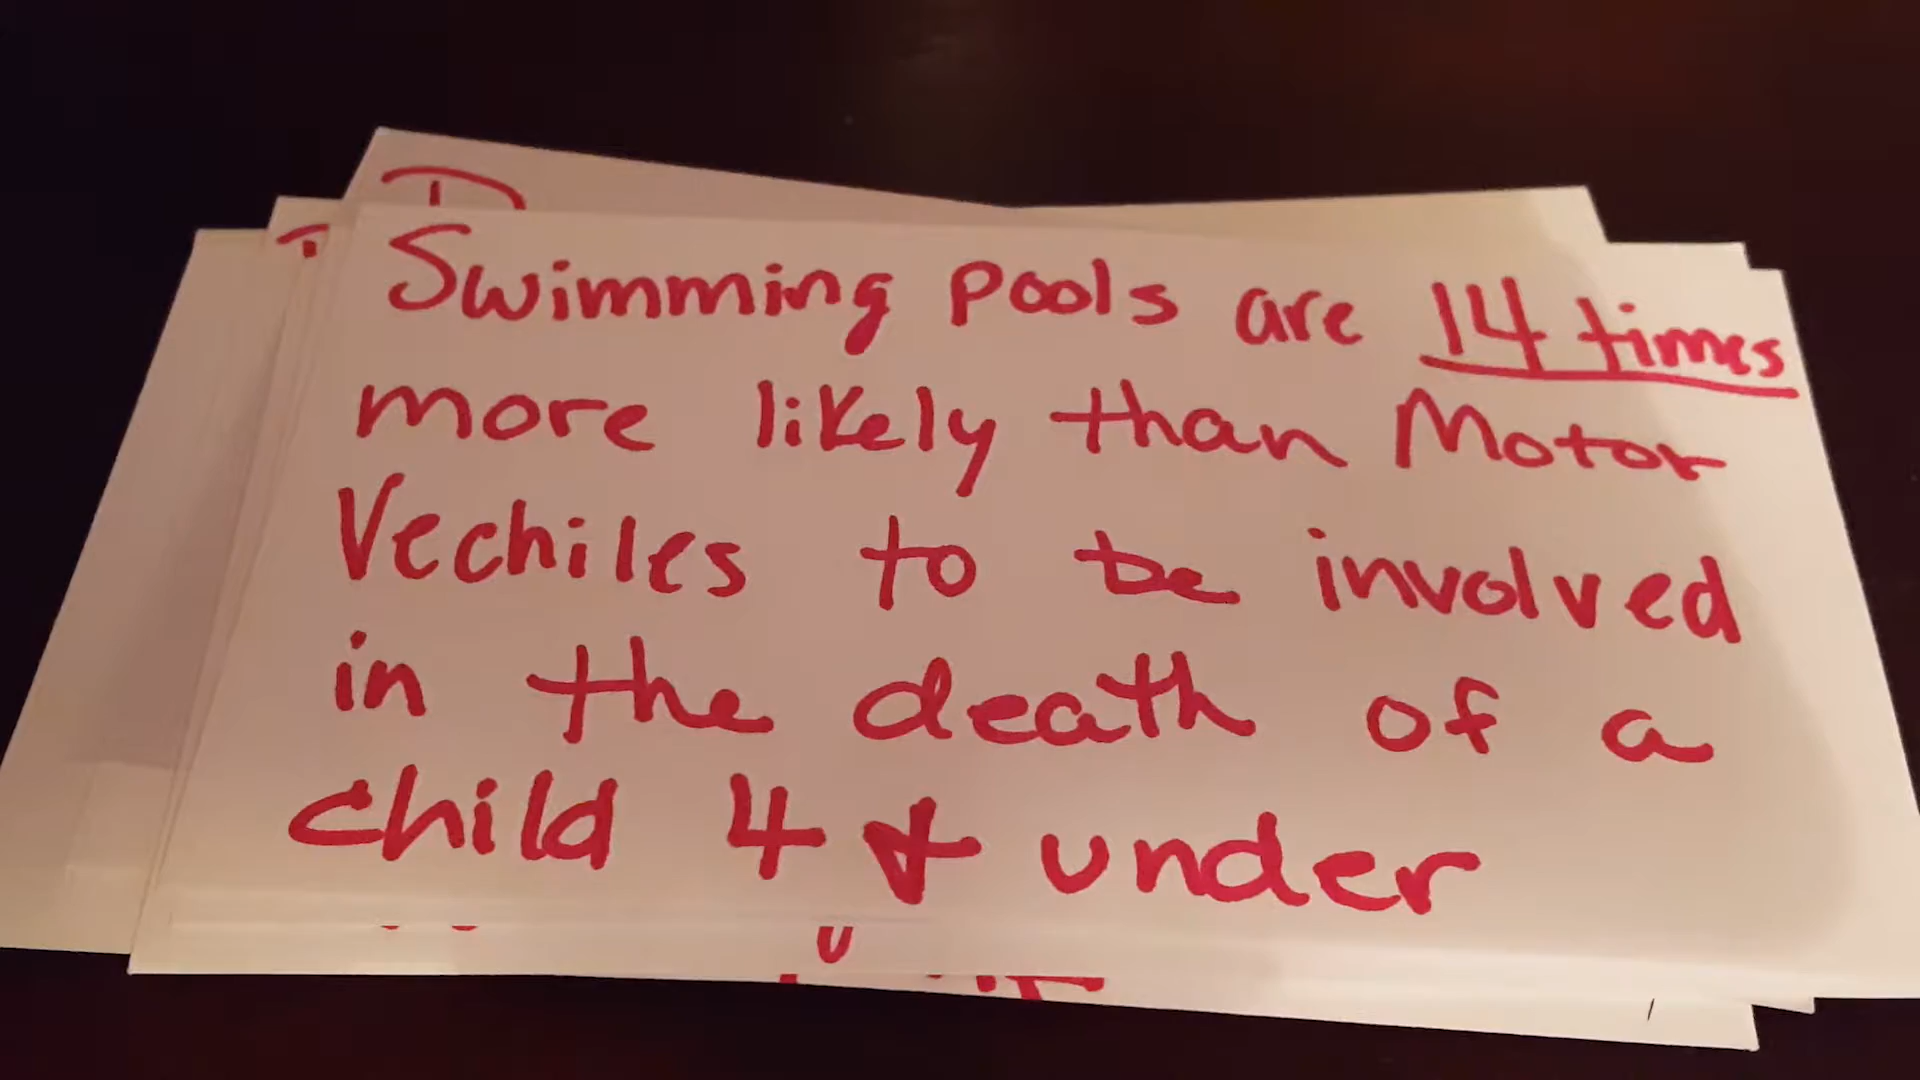 Swimming pools are 14 times
more likely than Motor
Vechiles to be involved
in the death of a
child 4 & under